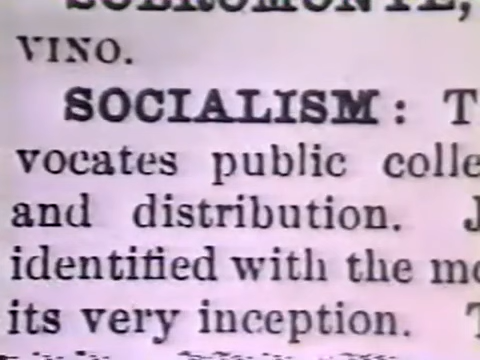 VINO.
SOCIALISM: T
vocates public colle
and distribution. J
identified with the mo
its very inception. T